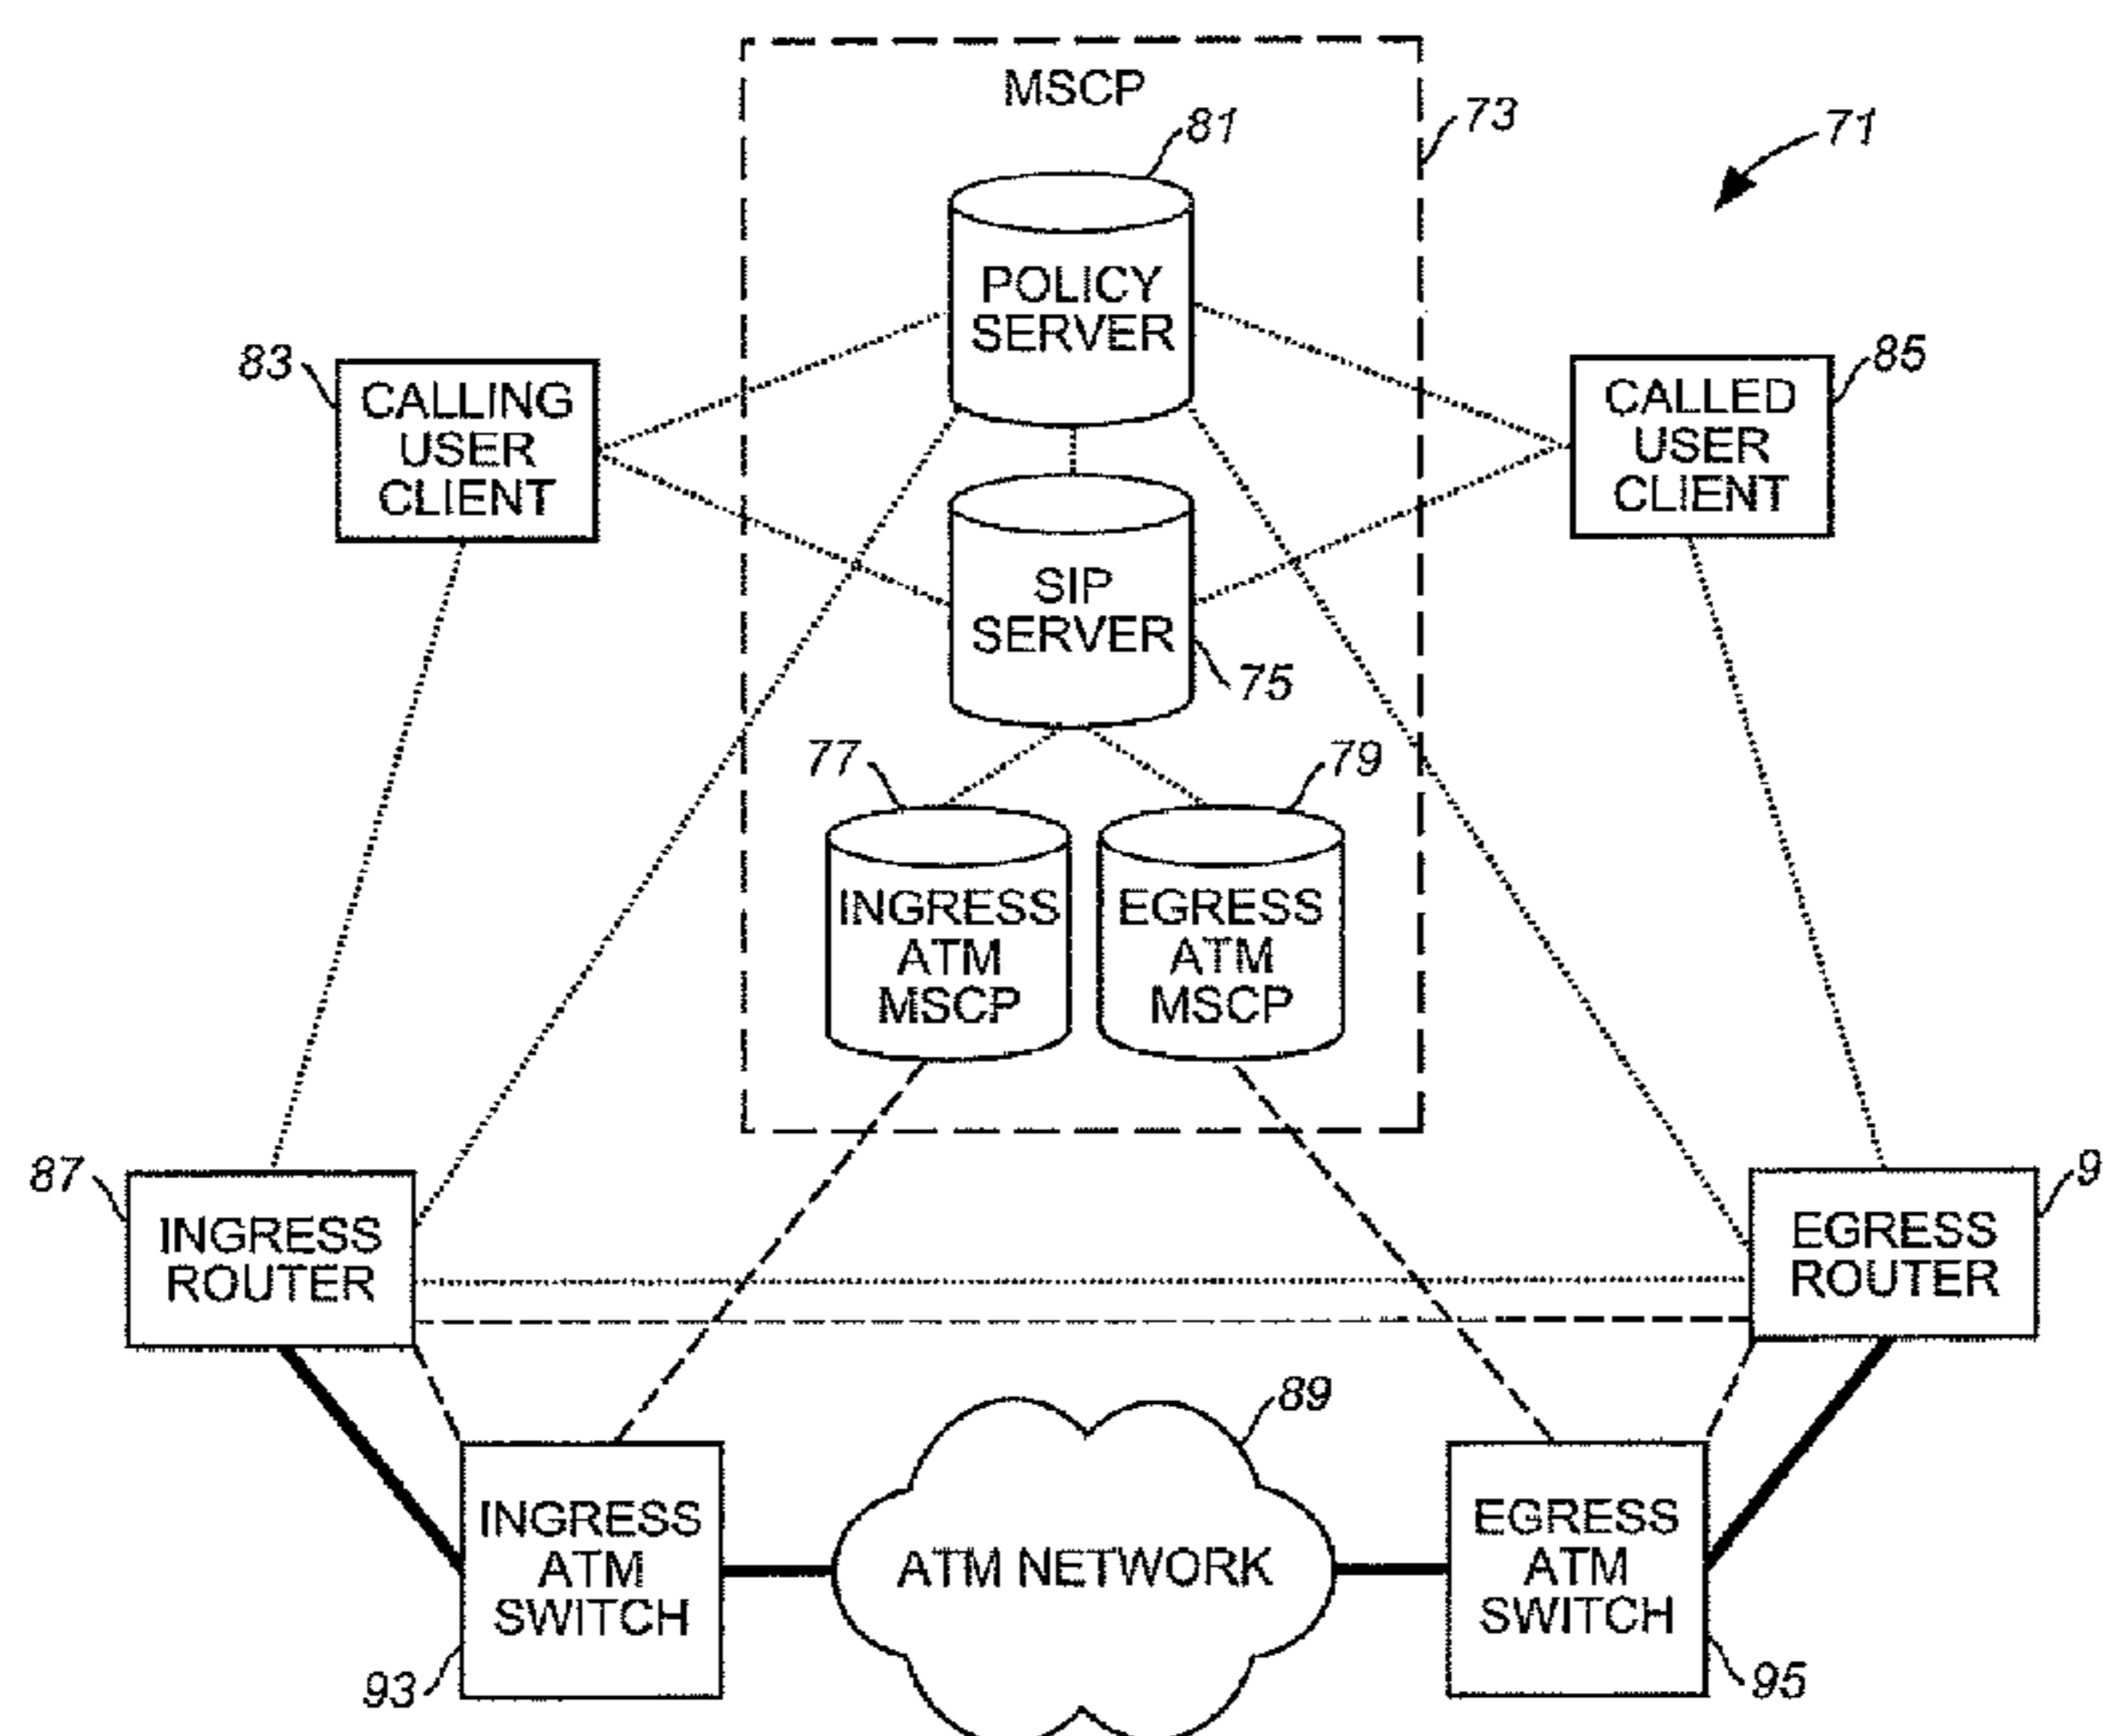 MSCP
73
81
71
POLICY
SERVER
83
CALLING
USER
CLIENT
85
CALLED
USER
CLIENT
SIP
SERVER
75
77
79
INGRESS
ATM
MSCP
EGRESS
ATM
MSCP
87
INGRESS
ROUTER
9
EGRESS
ROUTER
89
INGRESS
ATM
SWITCH
93
ATM NETWORK
EGRESS
ATM
SWITCH
95